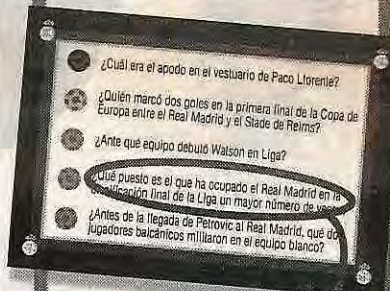 ¿Cuál era el apodo en el vestuario de Paco Llorente?
¿Quién marcó dos goles en la primera final de la Copa de
Europa entre el Real Madrid y el Stade de Reims?
¿Ante qué equipo debutó Watson en Liga?
¿Qué puesto es el que ha ocupado el Real Madrid en la
final de la Liga un mayor número de
¿Antes de la llegada de Petrovic al Real Madrid, qué dos
jugadores balcánicos militaron en el equipo blanco?